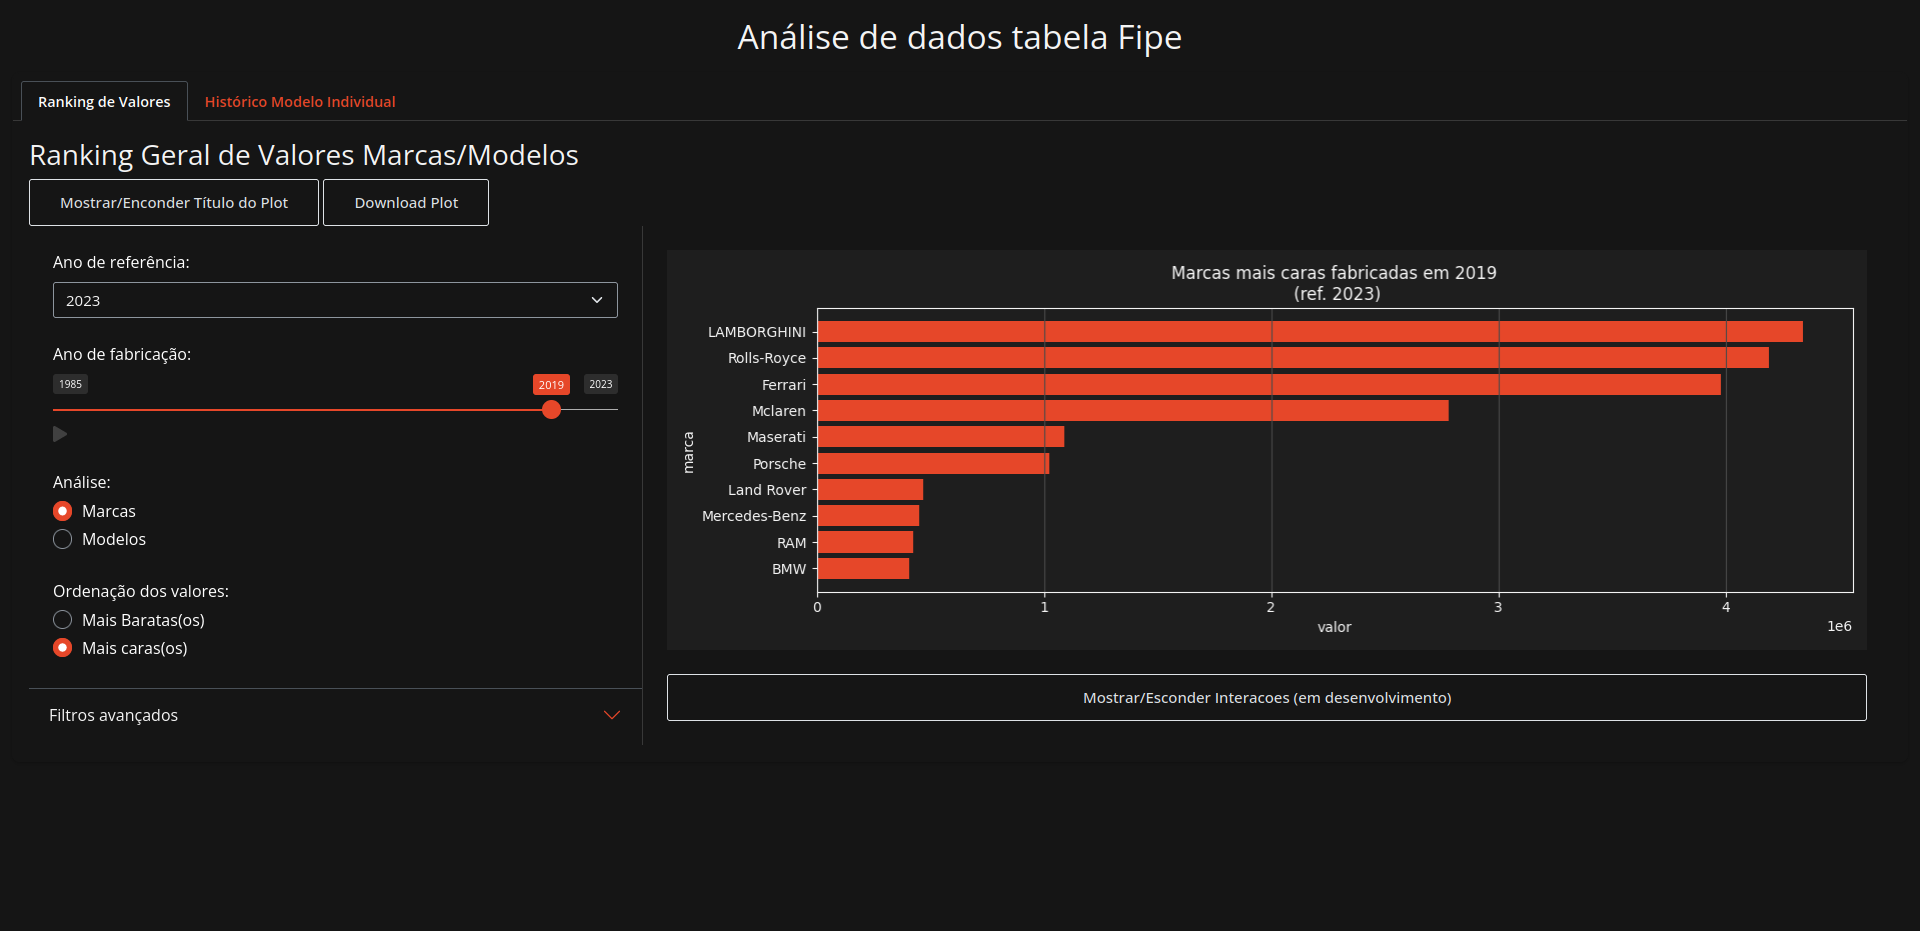 Análise de dados tabela Fipe
Ranking de Valores
Histórico Modelo Individual
Ranking Geral de Valores Marcas/Modelos
Mostrar/Enconder Título do Plot
Download Plot
Ano de referência:
2023
Ano de fabricação:
1985
2019
2023
Análise:
Marcas
Modelos
Ordenação dos valores:
Mais Baratas(os)
Mais caras(os)
Filtros avançados
Marcas mais caras fabricadas em 2019
(ref. 2023)
marca
LAMBORGHINI
Rolls-Royce
Ferrari
Mclaren
Maserati
Porsche
Land Rover
Mercedes-Benz
RAM
BMW
0 1 2 3 4
valor
1e6
Mostrar/Esconder Interacoes (em desenvolvimento)